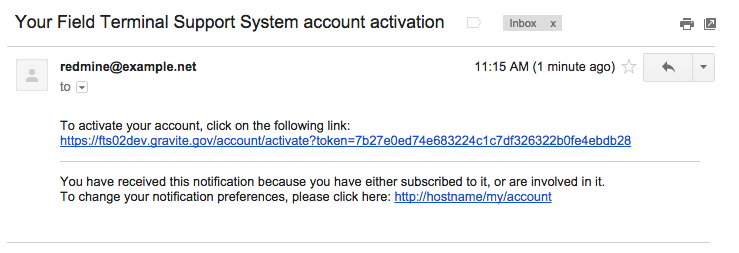 Your Field Terminal Support System account activation
Inbox x
redmine@example.net
11:15 AM (1 minute ago)
to
To activate your account, click on the following link:
https://fts02dev.gravite.gov/account/activate?token=7b27e0ed74e683224c1c7df326322b0fe4ebdb28
You have received this notification because you have either subscribed to it, or are involved in it.
To change your notification preferences, please click here: http://hostname/my/account